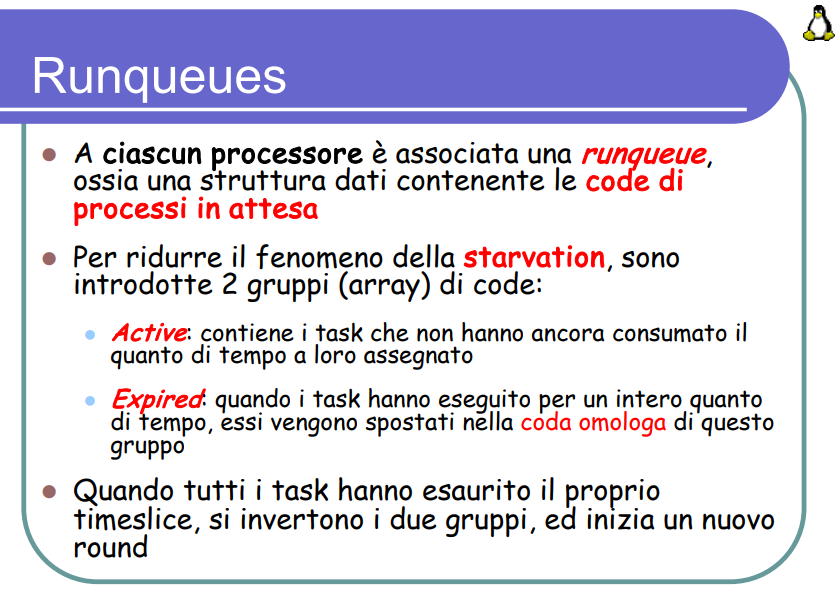 Runqueues
A ciascun processore è associata una runqueue,
ossia una struttura dati contenente le code di
processi in attesa
Per ridurre il fenomeno della starvation, sono
introdotte 2 gruppi (array) di code:
Active: contiene i task che non hanno ancora consumato il
quanto di tempo a loro assegnato
Expired: quando i task hanno eseguito per un intero quanto
di tempo, essi vengono spostati nella coda omologa di questo
gruppo
Quando tutti i task hanno esaurito il proprio
timeslice, si invertono i due gruppi, ed inizia un nuovo
round